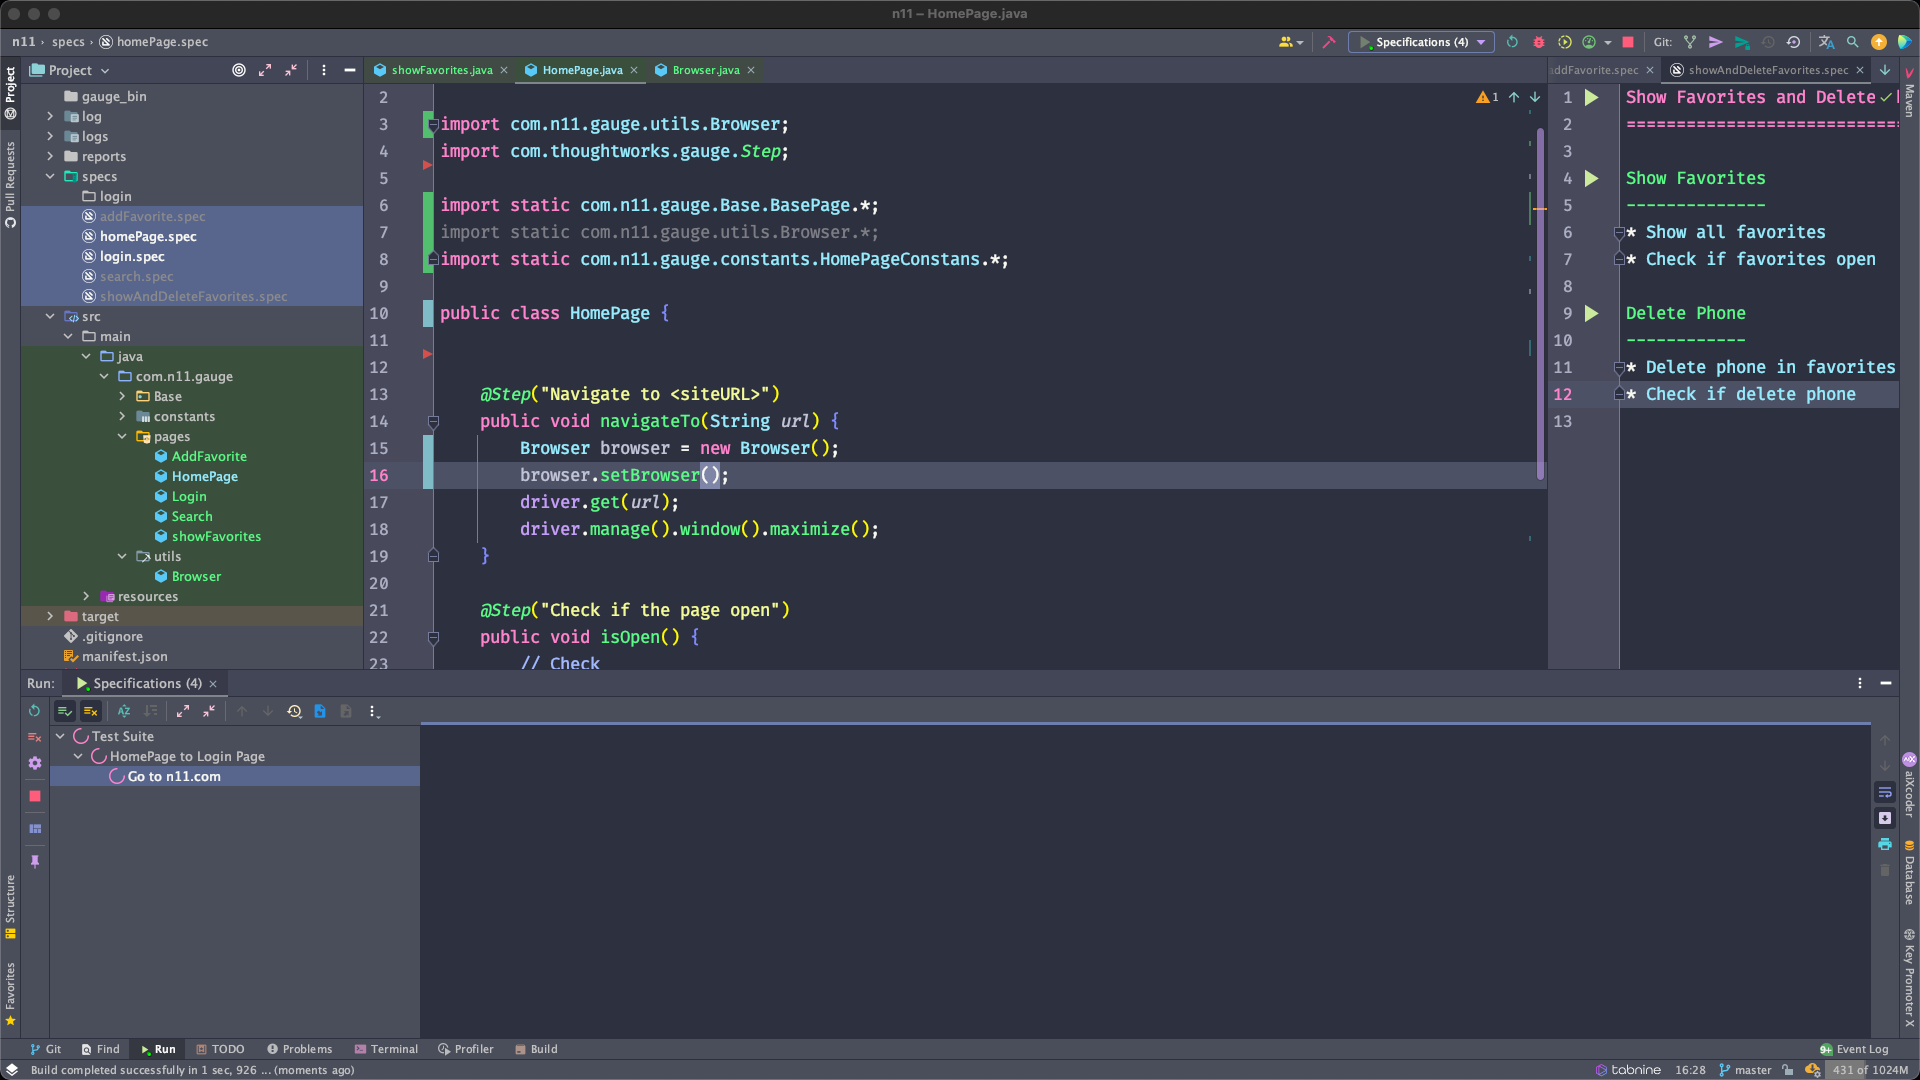 n11 – HomePage.java
n11 › specs › homePage.spec
Specifications (4)
Git:
Project
showFavorites.java
HomePage.java
Browser.java
addFavorite.spec
showAndDeleteFavorites.spec
Project
Pull Requests
Structure
Favorites
gauge_bin
log
logs
reports
specs
login
addFavorite.spec
homePage.spec
login.spec
search.spec
showAndDeleteFavorites.spec
src
main
java
com.n11.gauge
Base
constants
pages
AddFavorite
HomePage
Login
Search
showFavorites
utils
Browser
resources
target
.gitignore
manifest.json
1
2
3 import com.n11.gauge.utils.Browser;
4 import com.thoughtworks.gauge.Step;
5
6 import static com.n11.gauge.Base.BasePage.*;
7 import static com.n11.gauge.utils.Browser.*;
8 import static com.n11.gauge.constants.HomePageConstans.*;
9
10 public class HomePage {
11
12
13 @Step("Navigate to <siteURL>")
14 public void navigateTo(String url) {
15 Browser browser = new Browser();
16 browser.setBrowser();
17 driver.get(url);
18 driver.manage().window().maximize();
19 }
20
21 @Step("Check if the page open")
22 public void isOpen() {
23 // Check
1 Show Favorites and Delete
2 ===========================
3
4 Show Favorites
5 --------------
6 * Show all favorites
7 * Check if favorites open
8
9 Delete Phone
10 ------------
11 * Delete phone in favorites
12 * Check if delete phone
13
Maven
aiXcoder
Database
Key Promoter X
Run:
Specifications (4)
Test Suite
HomePage to Login Page
Go to n11.com
Git
Find
Run
TODO
Problems
Terminal
Profiler
Build
9+ Event Log
Build completed successfully in 1 sec, 926 ... (moments ago)
tabnine
16:28
master
431 of 1024M